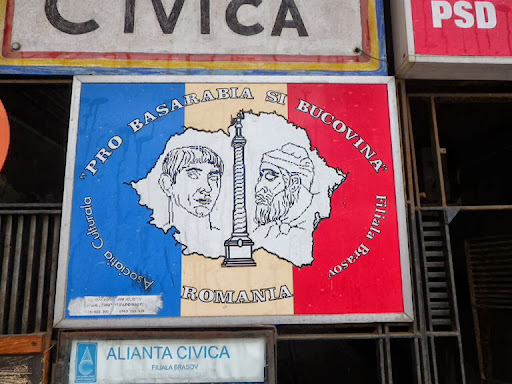 CIVICA
PSD
"PRO BASARABIA SI BUCOVINA"
Asociatia Culturala
Filiala Brasov
ROMANIA
ALIANTA CIVICA
FILIALA BRASOV